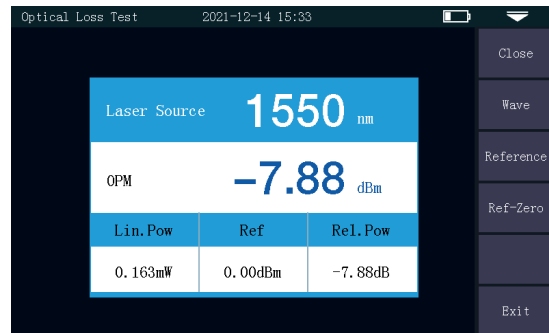 Optical Loss Test 2021-12-14 15:33
Close
Laser Source 1550 nm
Wave
OPM -7.88 dBm
Reference
Ref-Zero
Lin.Pow Ref Rel.Pow
0.163mW 0.00dBm -7.88dB
Exit